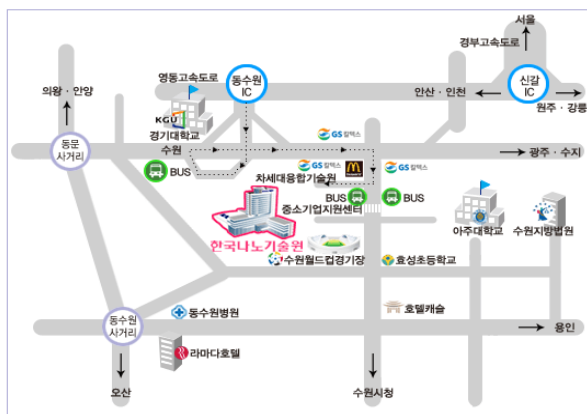 서울
경부고속도로
영동고속도로
동수원
IC
안산 · 인천
신갈
IC
원주 · 강릉
의왕 · 안양
KGU
경기대학교
수원
동문
사거리
GS칼텍스
광주 · 수지
BUS
GS칼텍스
GS칼텍스
차세대융합기술원
BUS
BUS
중소기업지원센터
한국나노기술원
아주대학교
수원지방법원
수원월드컵경기장
효성초등학교
동수원병원
호텔캐슬
동수원
사거리
용인
라마다호텔
오산
수원시청